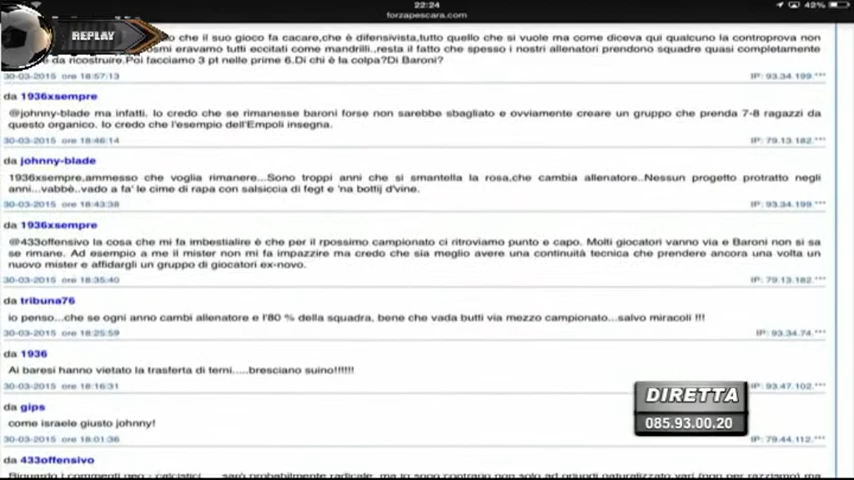 22:24
42%
forzapescara.com
REPLAY
che il suo gioco fa cacare,che è difensivista,tutto quello che si vuole ma come diceva qui qualcuno la controprova non
eravamo tutti eccitati come mandrilli..resta il fatto che spesso i nostri allenatori prendono squadre quasi completamente
da ricostruire.Poi facciamo 3 pt nelle prime 6.Di chi è la colpa?Di Baroni?
30-03-2015 ore 18:57:13 IP: 93.34.199.***
da 1936xsempre
@johnny-blade ma infatti. Io credo che se rimanesse baroni forse non sarebbe sbagliato e ovviamente creare un gruppo che prenda 7-8 ragazzi da
questo organico. Io credo che l'esempio dell'Empoli insegna.
30-03-2015 ore 18:46:14 IP: 79.13.182.***
da johnny-blade
1936xsempre,ammesso che voglia rimanere...Sono troppi anni che si smantella la rosa,che cambia allenatore..Nessun progetto protratto negli
anni...vabbè..vado a fa' le cime di rapa con salsiccia di fegt e 'na bottij d'vine.
30-03-2015 ore 18:43:38 IP: 93.34.199.***
da 1936xsempre
@433offensivo la cosa che mi fa imbestialire è che per il rpossimo campionato ci ritroviamo punto e capo. Molti giocatori vanno via e Baroni non si sa
se rimane. Ad esempio a me il mister non mi fa impazzire ma credo che sia meglio avere una continuità tecnica che prendere ancora una volta un
nuovo mister e affidargli un gruppo di giocatori ex-novo.
30-03-2015 ore 18:35:40 IP: 79.13.182.***
da tribuna76
io penso...che se ogni anno cambi allenatore e l'80 % della squadra, bene che vada butti via mezzo campionato...salvo miracoli !!!
30-03-2015 ore 18:25:59 IP: 93.34.74.***
da 1936
Ai baresi hanno vietato la trasferta di terni.....bresciano suino!!!!!!
30-03-2015 ore 18:16:31 IP: 93.47.102.***
da gips
come israele giusto johnny!
30-03-2015 ore 18:01:36 IP: 79.44.112.***
DIRETTA
085.93.00.20
da 433offensivo